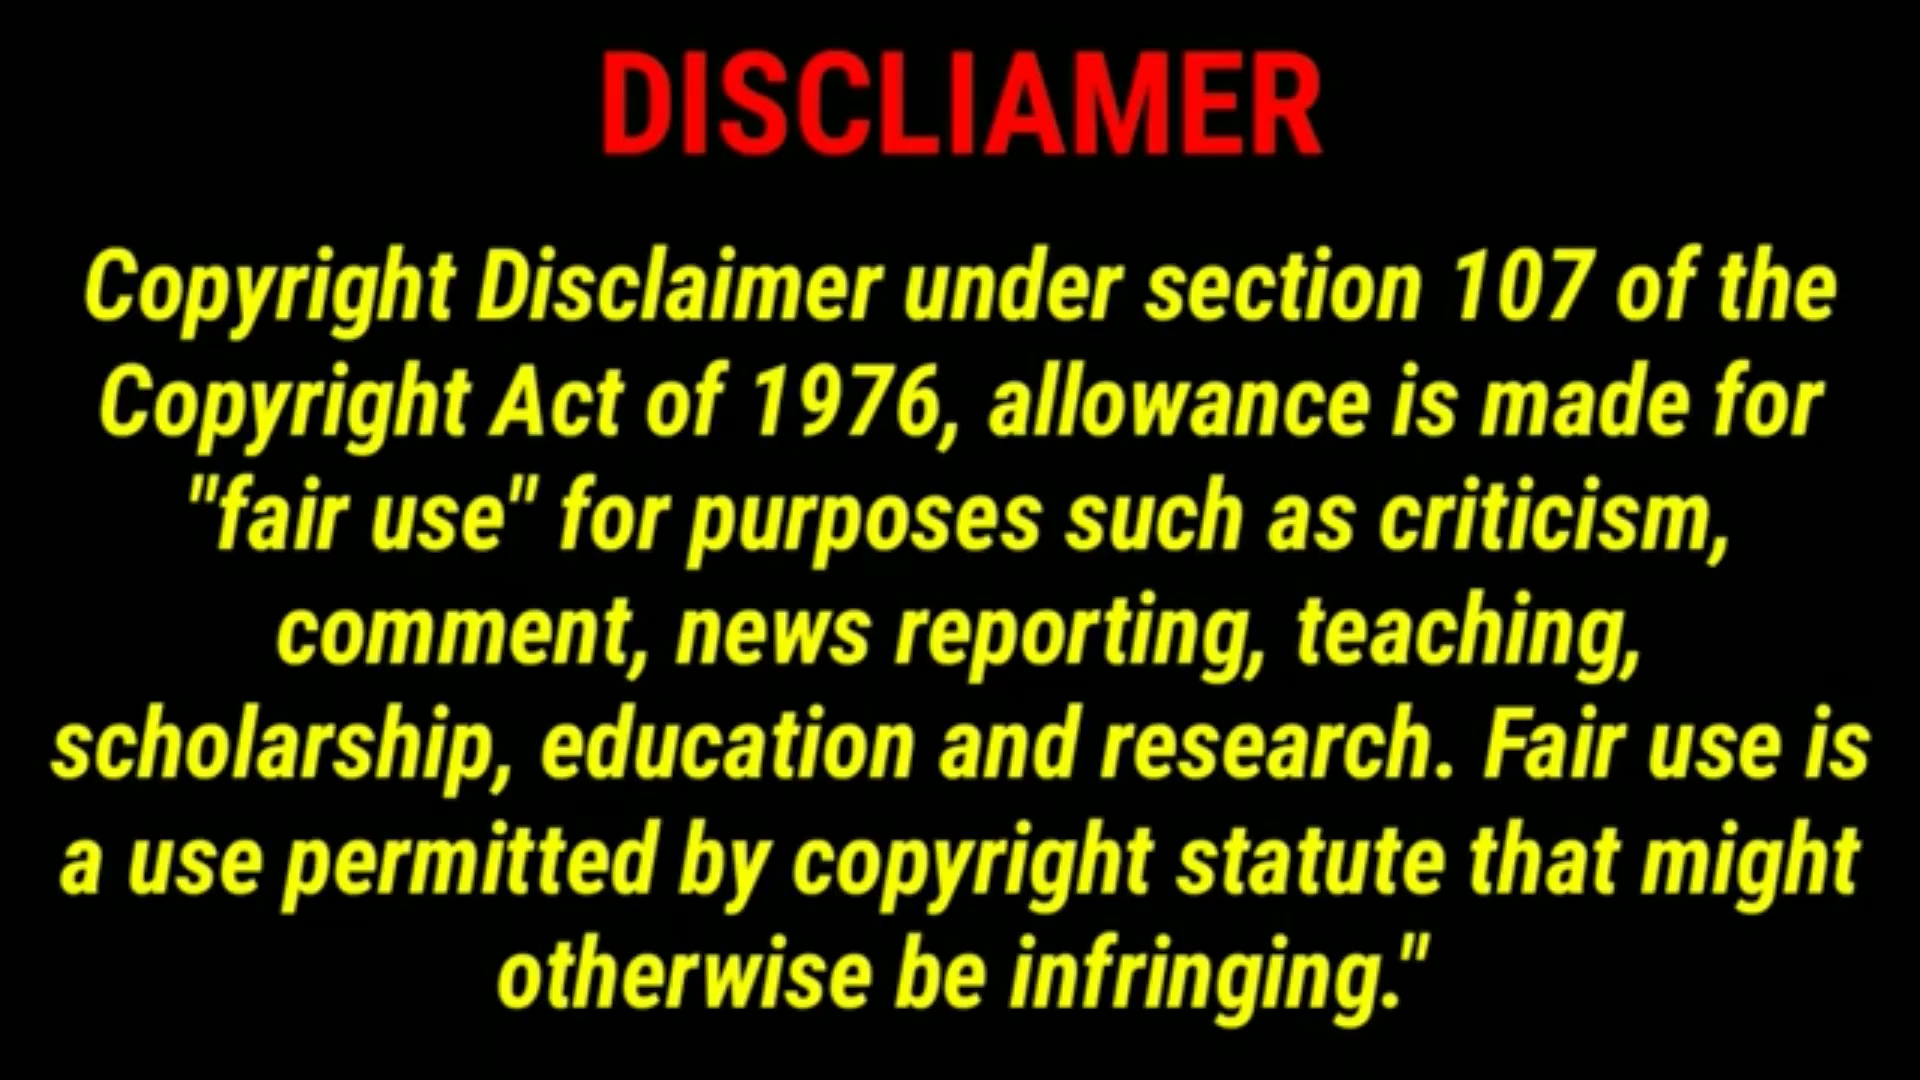 DISCLIAMER
Copyright Disclaimer under section 107 of the
Copyright Act of 1976, allowance is made for
"fair use" for purposes such as criticism,
comment, news reporting, teaching,
scholarship, education and research. Fair use is
a use permitted by copyright statute that might
otherwise be infringing."